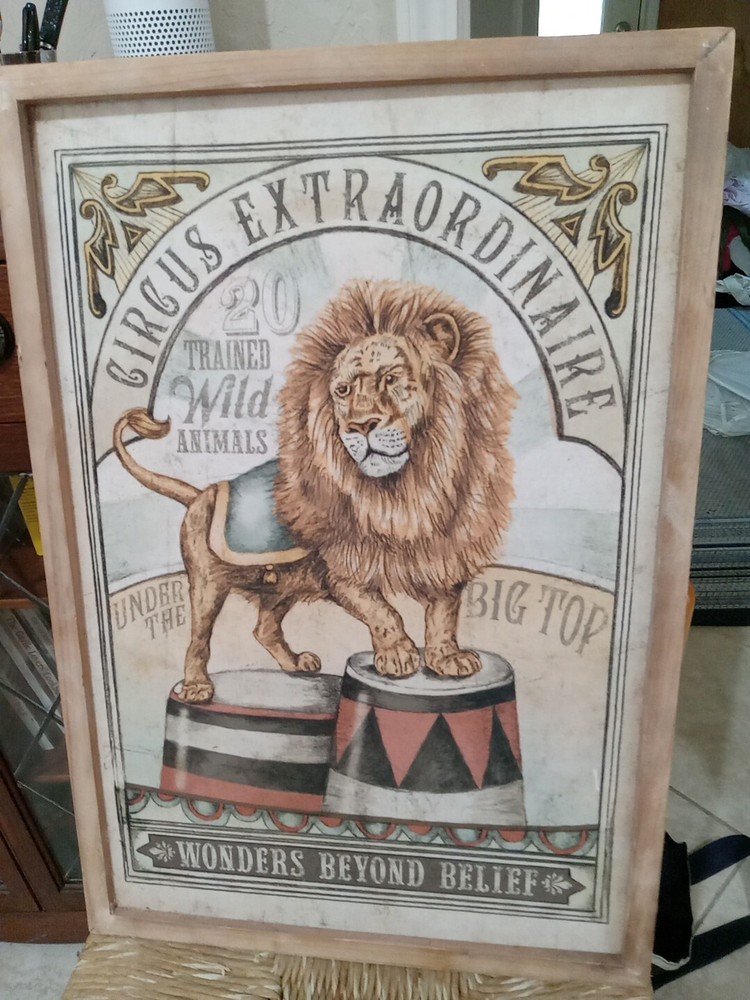 CIRCUS EXTRAORDINAIRE
20
TRAINED
Wild
ANIMALS
UNDER
THE
BIG TOP
WONDERS BEYOND BELIEF